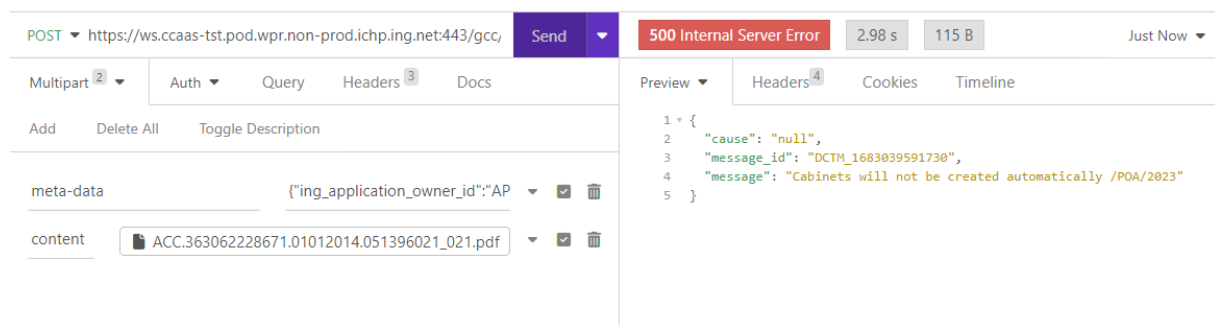 POST https://ws.ccaas-tst.pod.wpr.non-prod.ichp.ing.net:443/gcc/ Send
500 Internal Server Error 2.98 s 115 B Just Now
Multipart 2 Auth Query Headers 3 Docs
Preview Headers 4 Cookies Timeline
Add Delete All Toggle Description
meta-data {"ing_application_owner_id":"AP
content ACC.363062228671.01012014.051396021_021.pdf
1 {
2 "cause": "null",
3 "message_id": "DCTM_1683039591730",
4 "message": "Cabinets will not be created automatically /POA/2023"
5 }